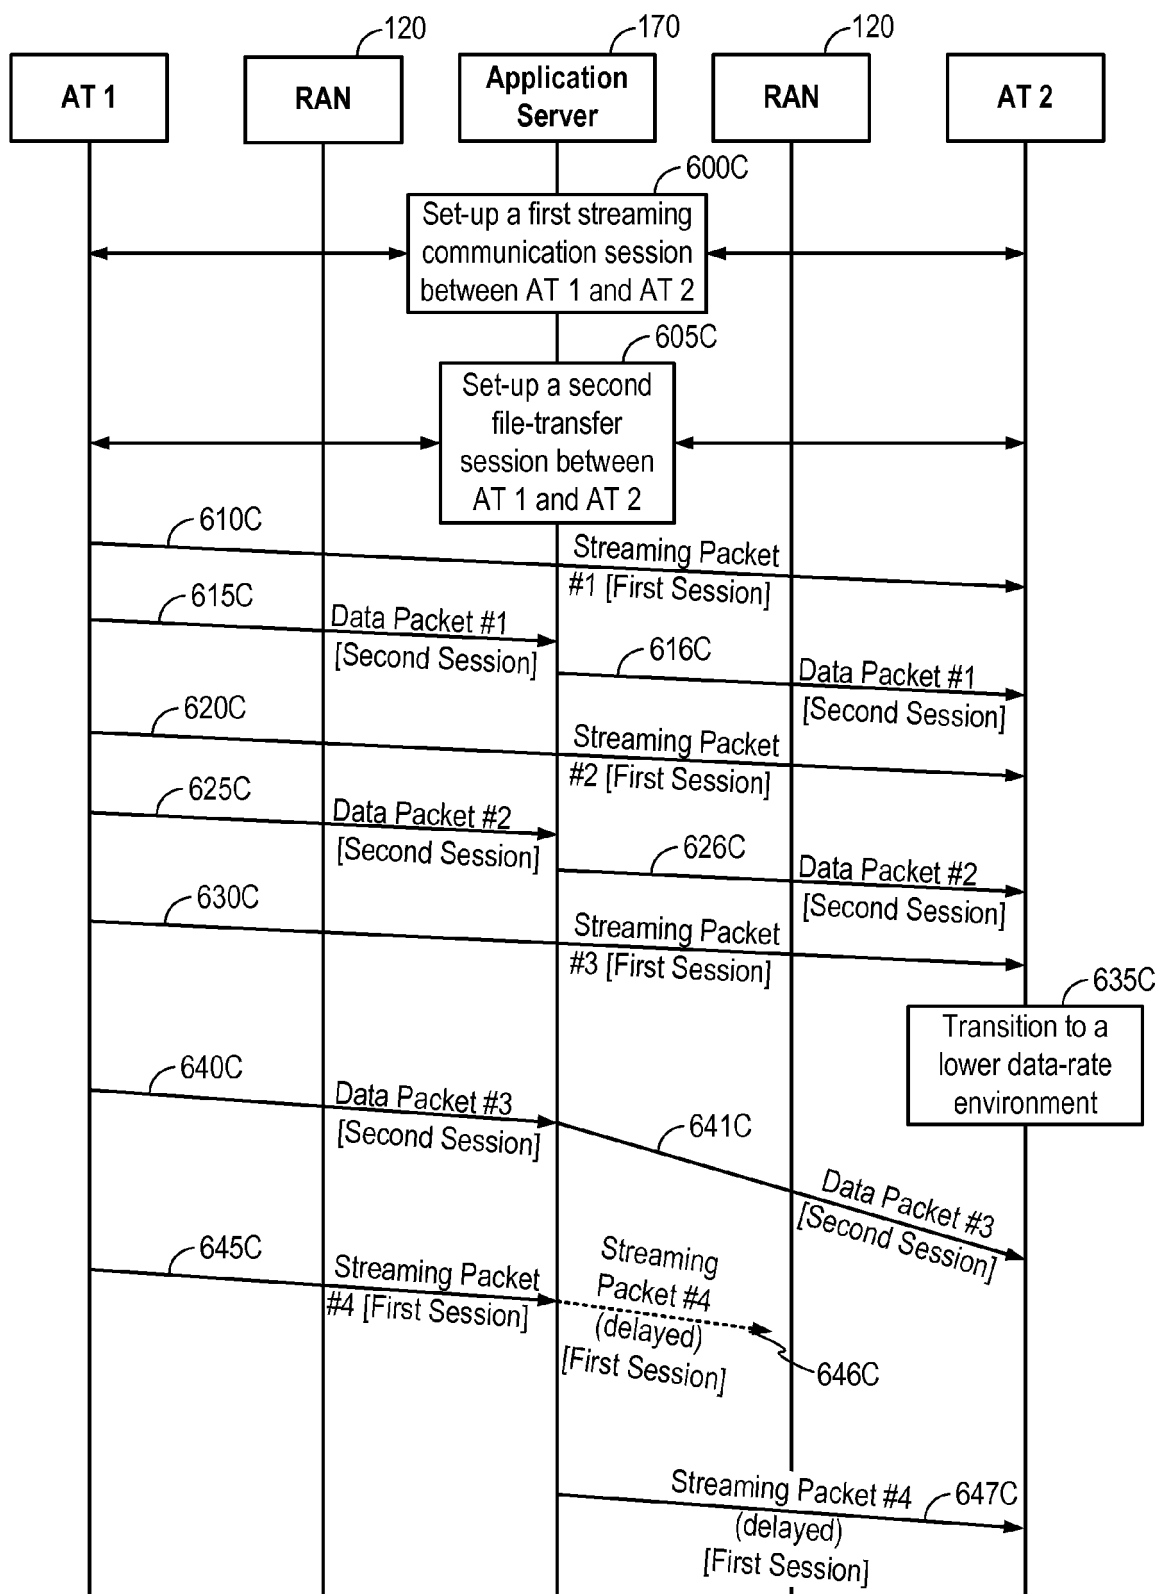 120
170
120
AT 1
RAN
Application
Server
RAN
AT 2
600C
Set-up a first streaming
communication session
between AT 1 and AT 2
605C
Set-up a second
file-transfer
session between
AT 1 and AT 2
610C
Streaming Packet
#1 [First Session]
615C
Data Packet #1
[Second Session]
616C
Data Packet #1
[Second Session]
620C
Streaming Packet
#2 [First Session]
625C
Data Packet #2
[Second Session]
626C
Data Packet #2
[Second Session]
630C
Streaming Packet
#3 [First Session]
635C
Transition to a
lower data-rate
environment
640C
Data Packet #3
[Second Session]
641C
Data Packet #3
[Second Session]
645C
Streaming Packet
#4 [First Session]
Streaming
Packet #4
(delayed)
[First Session]
646C
Streaming Packet #4
(delayed)
[First Session]
647C